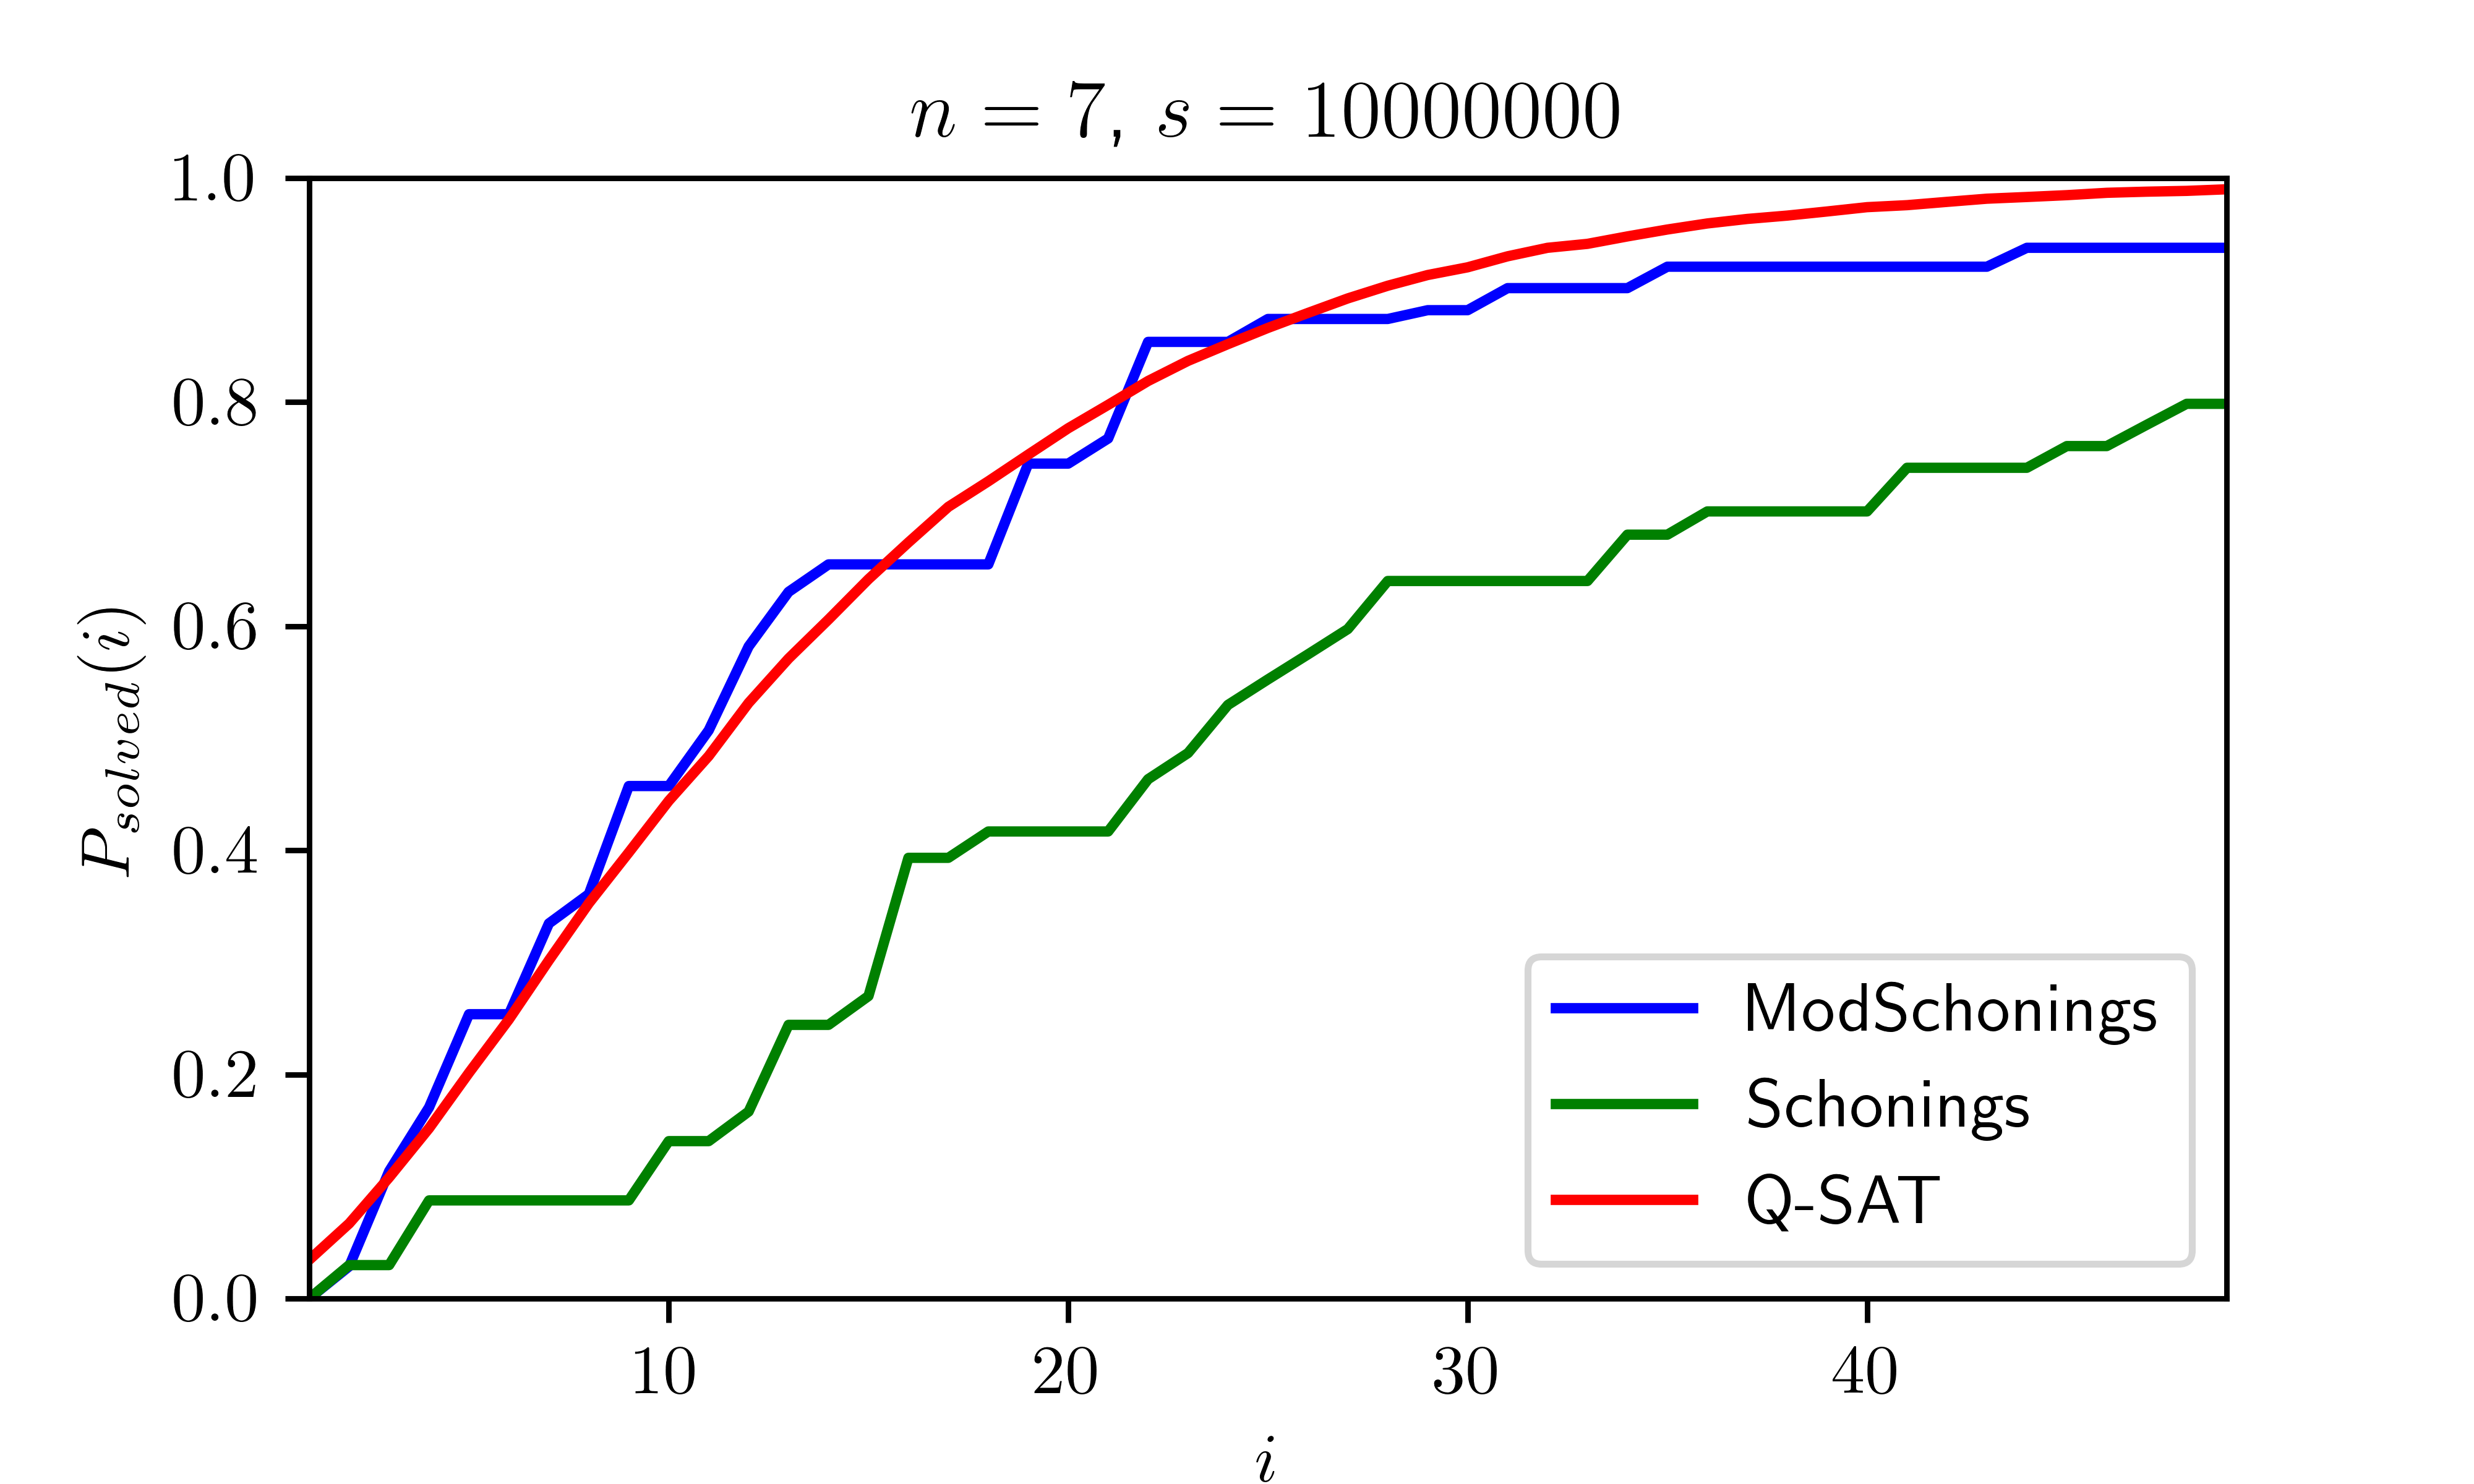 n = 7, s = 10000000
1.0
0.8
0.6
0.4
0.2
0.0
P_solved(i)
10 20 30 40
i
ModSchonings
Schonings
Q-SAT